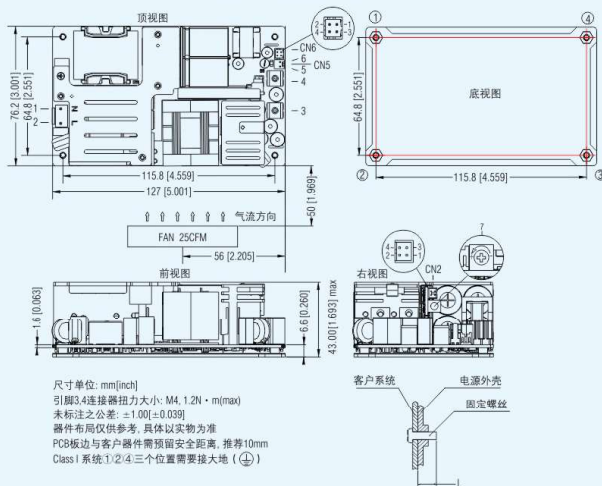 顶视图
2
4
1
3
CN6
6
CN5
5
4
3
1
2
N
L
76.2 [3.001]
64.8 [2.551]
115.8 [4.559]
127 [5.001]
50 [1.969]
气流方向
FAN 25CFM
56 [2.205]
①
④
底视图
64.8 [2.551]
②
115.8 [4.559]
③
前视图
1.6 [0.063]
6.6 [0.260]
43.00 [1.693] max
右视图
4
2
3
1
CN2
7
尺寸单位: mm[inch]
引脚3,4连接器扭力大小: M4, 1.2N・m(max)
未标注之公差: ±1.00[±0.039]
器件布局仅供参考, 具体以实物为准
PCB板边与客户器件需预留安全距离, 推荐10mm
Class I 系统①②④三个位置需要接大地 (⏚)
客户系统
电源外壳
固定螺丝